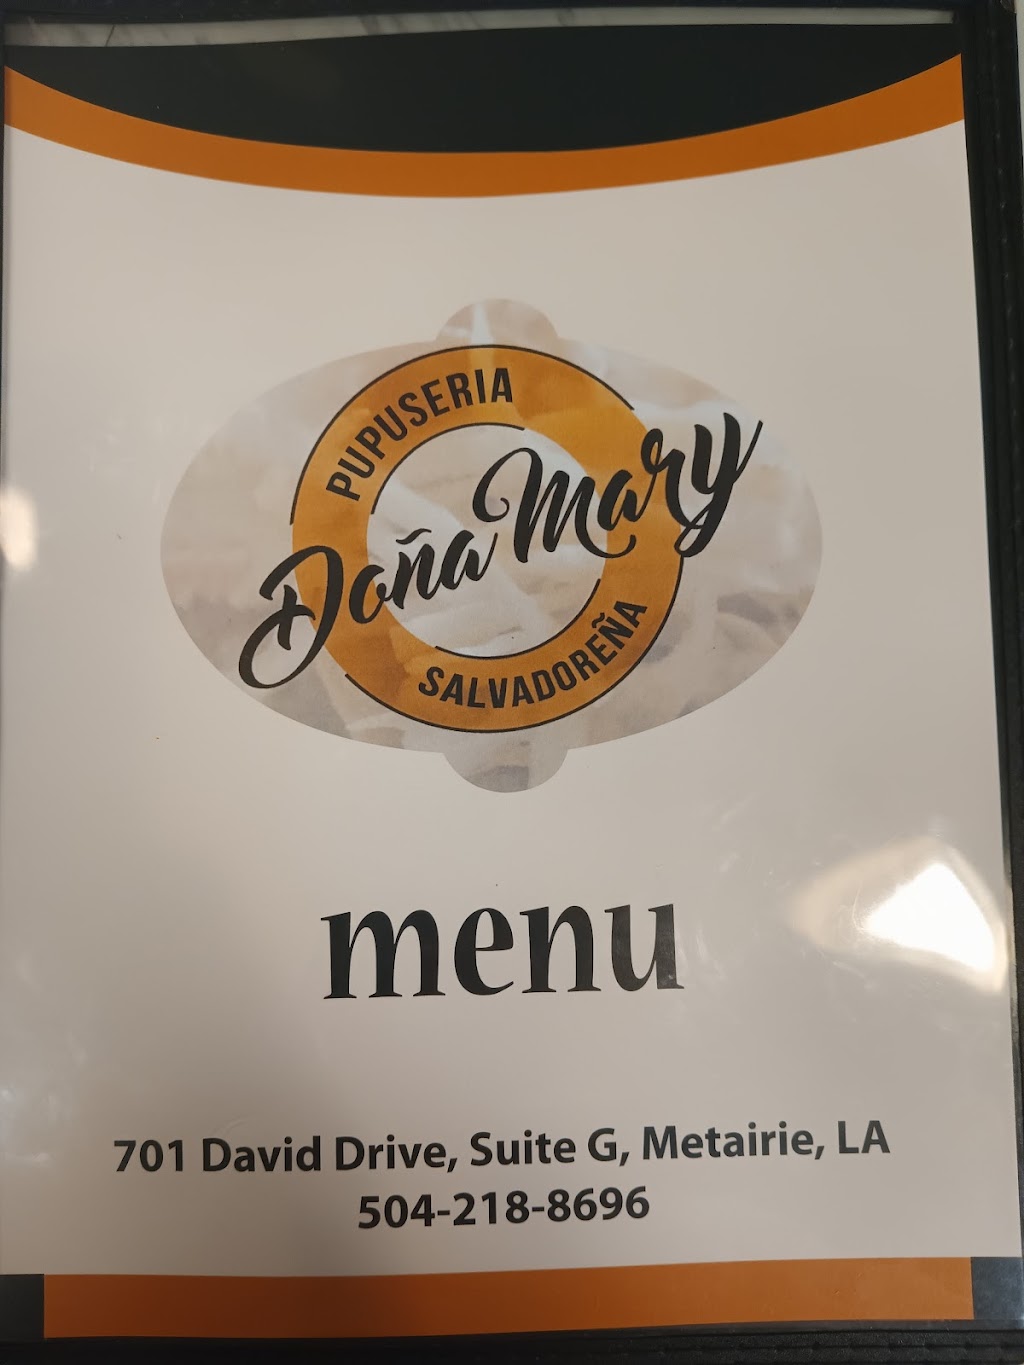 PUPUSERIA
Doña Mary
SALVADOREÑA
menu
701 David Drive, Suite G, Metairie, LA
504-218-8696